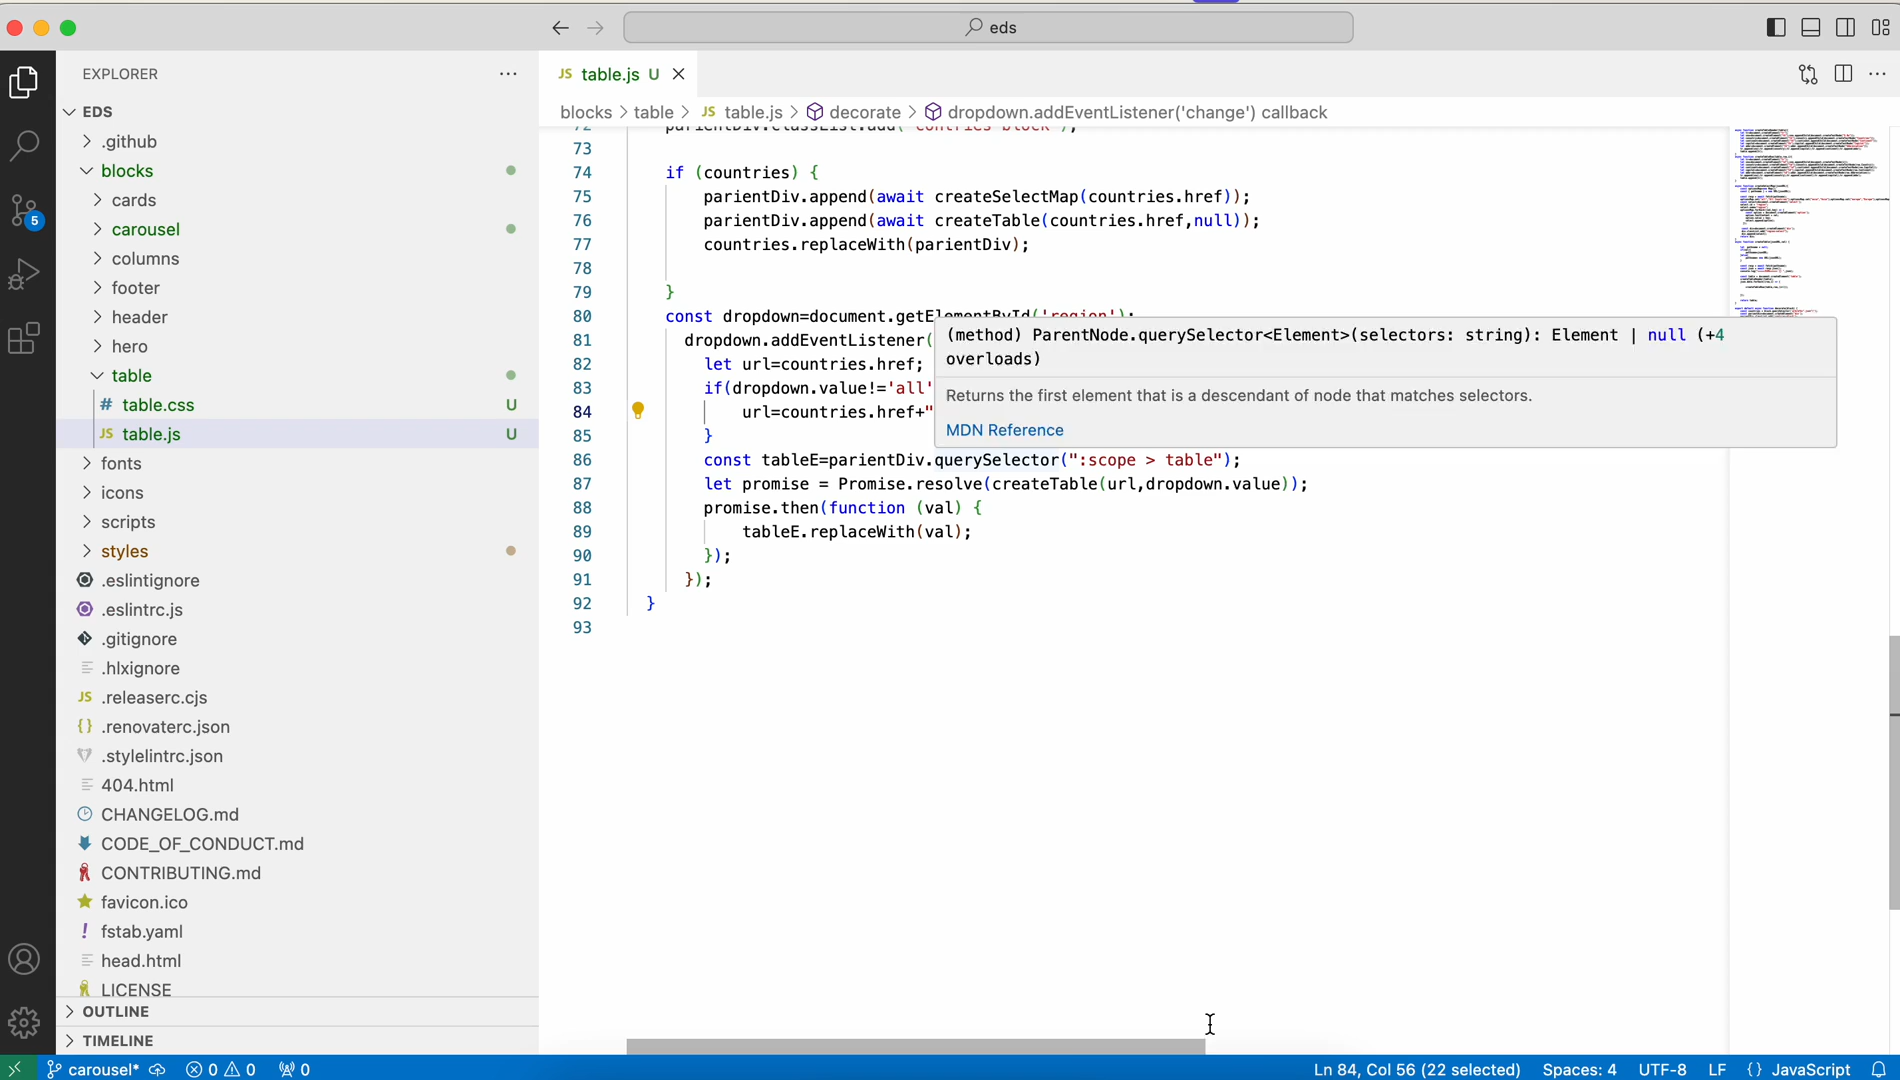 eds
EXPLORER
EDS
.github
blocks
cards
carousel
columns
footer
header
hero
table
# table.css U
JS table.js U
fonts
icons
scripts
styles
.eslintignore
.eslintrc.js
.gitignore
.hlxignore
JS .releaserc.cjs
{} .renovaterc.json
.stylelintrc.json
404.html
CHANGELOG.md
CODE_OF_CONDUCT.md
CONTRIBUTING.md
favicon.ico
! fstab.yaml
head.html
LICENSE
OUTLINE
TIMELINE
5
JS table.js U
blocks > table > JS table.js > decorate > dropdown.addEventListener('change') callback
73
74 if (countries) {
75 parientDiv.append(await createSelectMap(countries.href));
76 parientDiv.append(await createTable(countries.href,null));
77 countries.replaceWith(parientDiv);
78
79 }
80 const dropdown=document.getElementById('region');
81 dropdown.addEventListener(
82 let url=countries.href;
83 if(dropdown.value!='all'
84 url=countries.href+"
85 }
86 const tableE=parientDiv.querySelector(":scope > table");
87 let promise = Promise.resolve(createTable(url,dropdown.value));
88 promise.then(function (val) {
89 tableE.replaceWith(val);
90 });
91 });
92 }
93
(method) ParentNode.querySelector<Element>(selectors: string): Element | null (+4
overloads)
Returns the first element that is a descendant of node that matches selectors.
MDN Reference
carousel* 0 0 0 Ln 84, Col 56 (22 selected) Spaces: 4 UTF-8 LF {} JavaScript